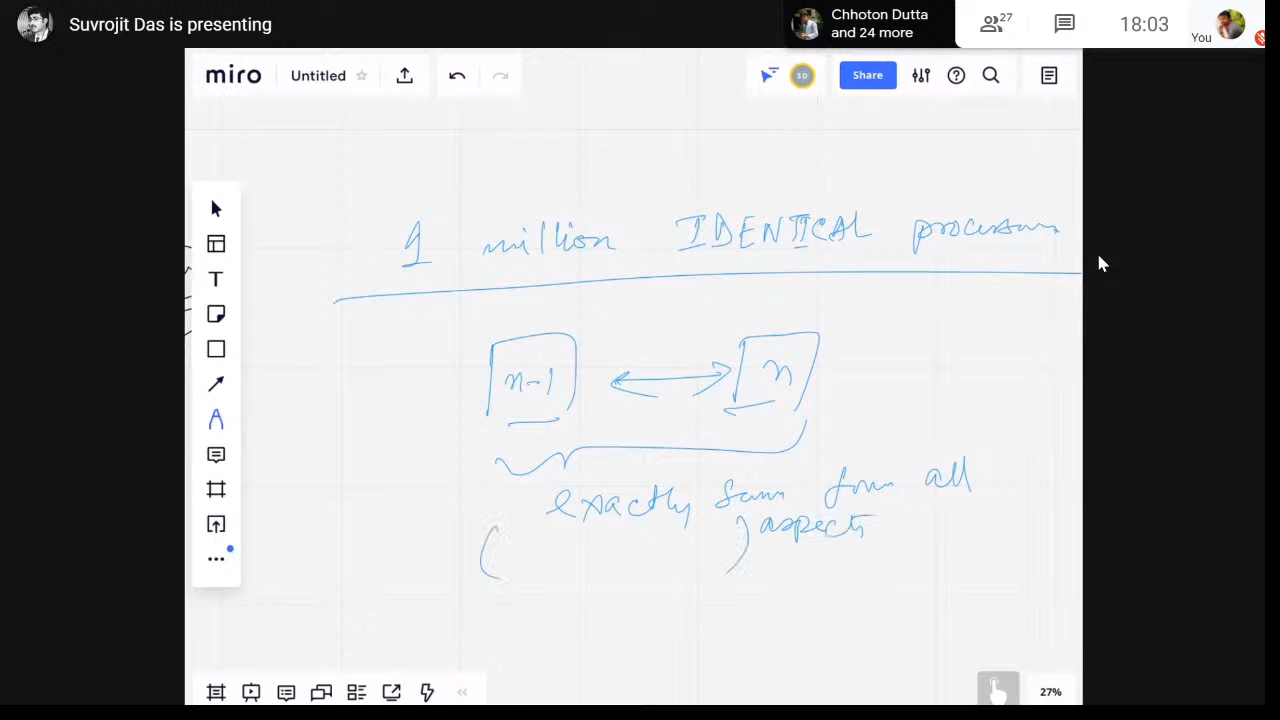 Suvrojit Das is presenting
Chhoton Dutta
and 24 more
27
18:03
You
miro
Untitled
SD
Share
1 million IDENTICAL processors
n-1
n
exactly same from all
aspects
( )
27%